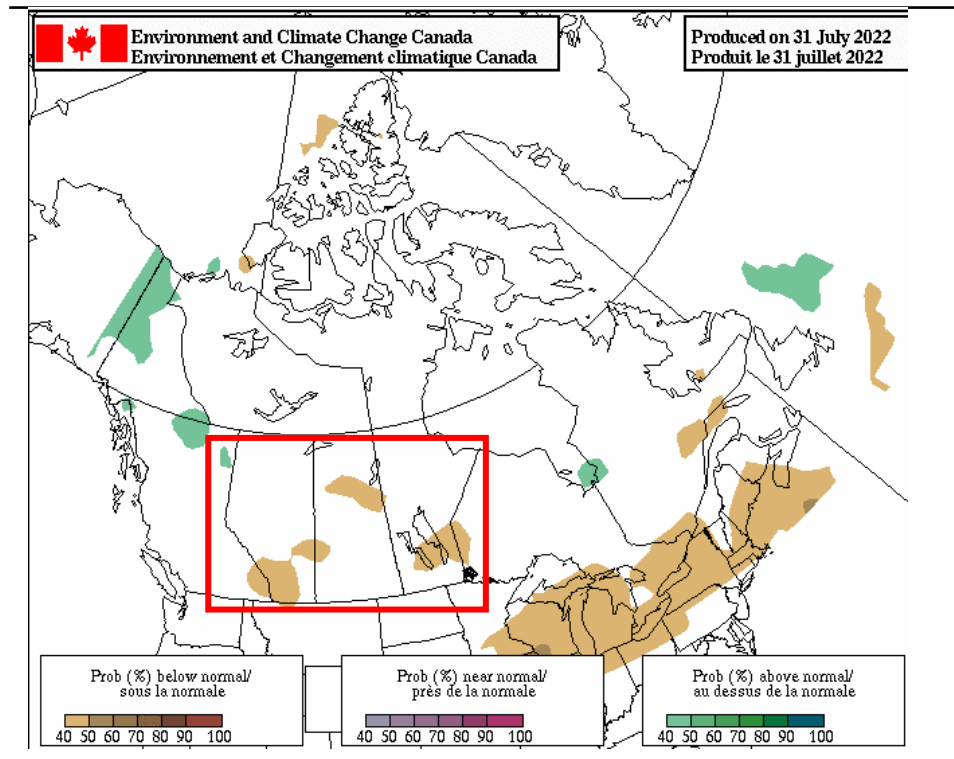 Environment and Climate Change Canada
Environnement et Changement climatique Canada
Produced on 31 July 2022
Produit le 31 juillet 2022
Prob (%) below normal/
sous la normale
40 50 60 70 80 90 100
Prob (%) near normal/
près de la normale
40 50 60 70 80 90 100
Prob (%) above normal/
au dessus de la normale
40 50 60 70 80 90 100